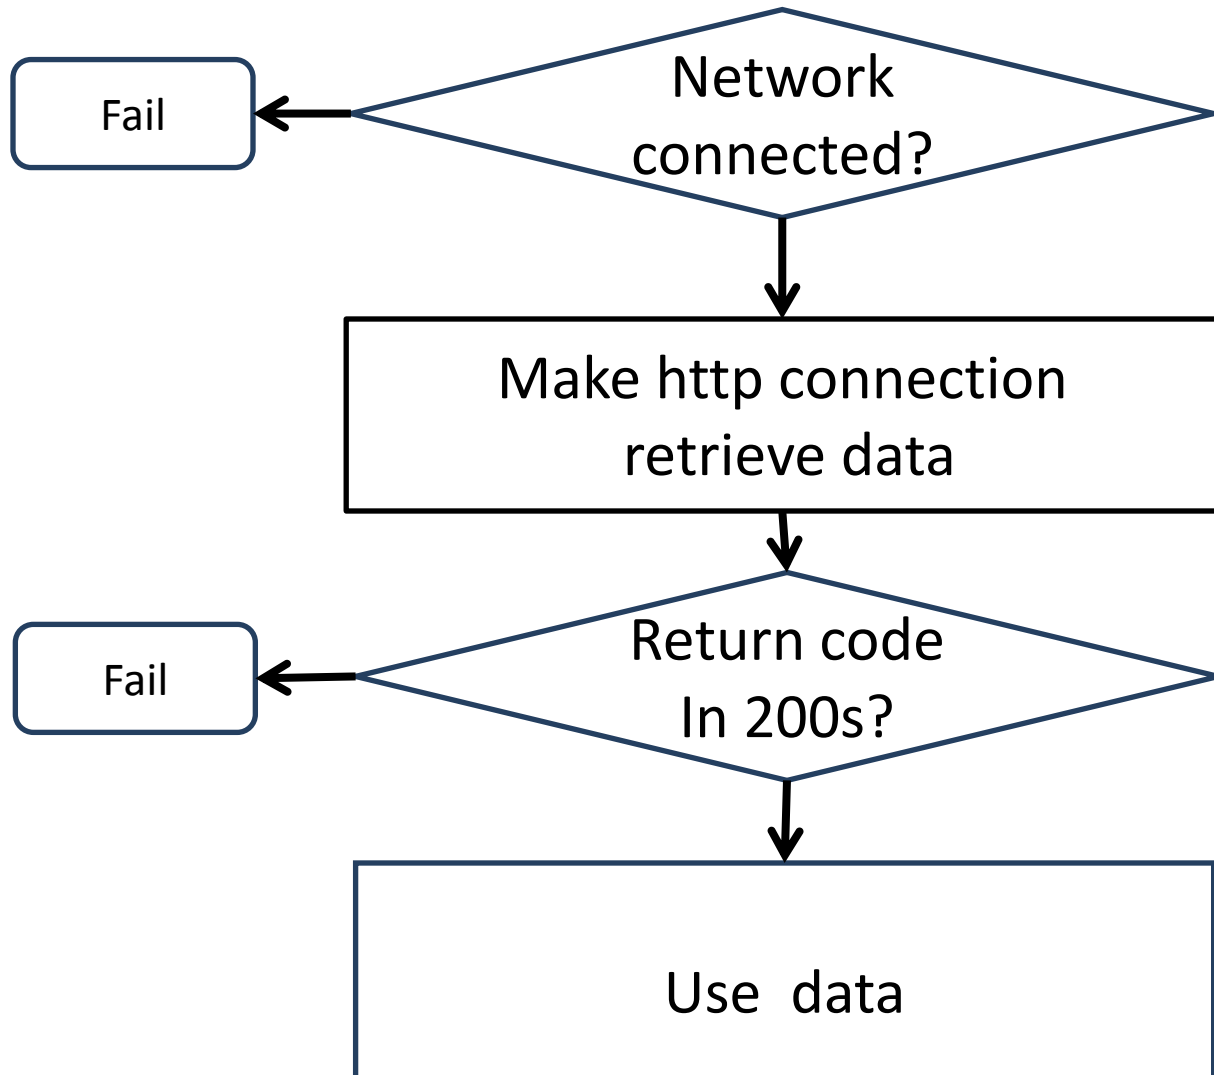 Network
connected?
Fail
Make http connection
retrieve data
Return code
In 200s?
Fail
Use  data